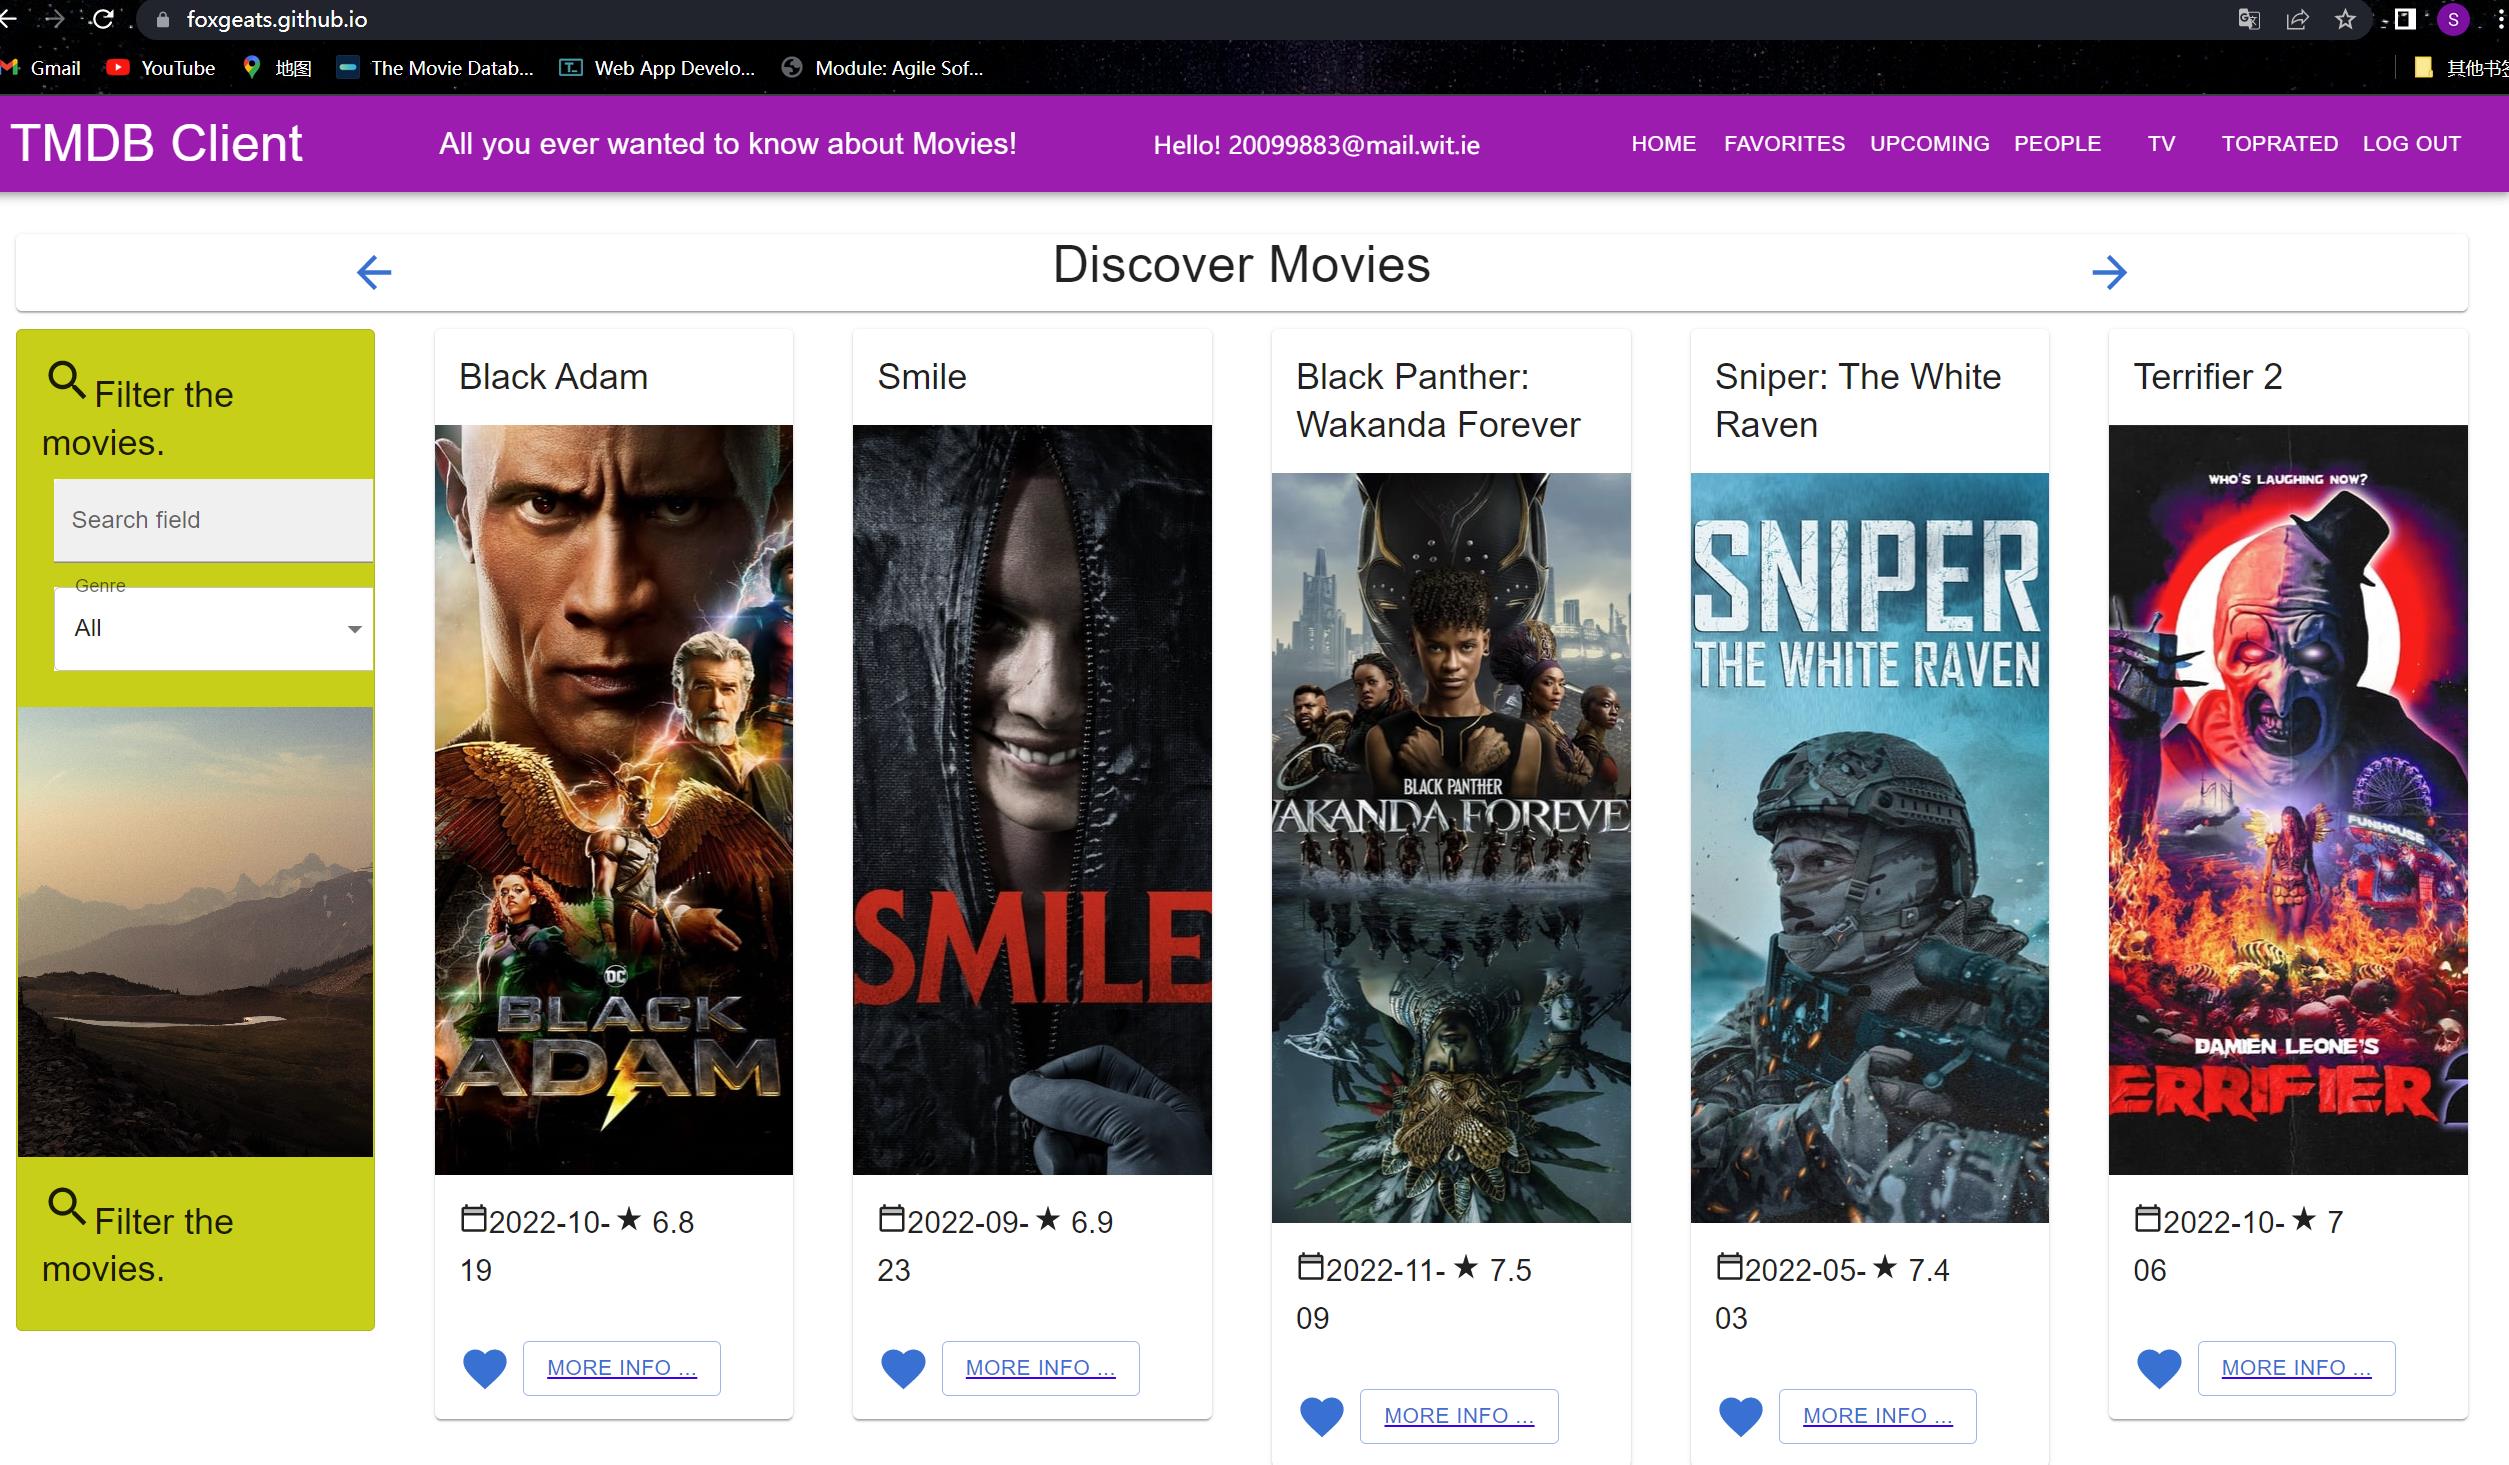 foxgeats.github.io
S
Gmail
YouTube
地图
The Movie Datab...
Web App Develo...
Module: Agile Sof...
TMDB Client
All you ever wanted to know about Movies!
Hello! 20099883@mail.wit.ie
HOME
FAVORITES
UPCOMING
PEOPLE
TV
TOPRATED
LOG OUT
Discover Movies
Filter the
movies.
Search field
Genre
All
Filter the
movies.
Black Adam
DC
BLACK
ADAM
2022-10- 6.8
19
MORE INFO ...
Smile
SMILE
2022-09- 6.9
23
MORE INFO ...
Black Panther:
Wakanda Forever
BLACK PANTHER
WAKANDA FOREVE
2022-11- 7.5
09
MORE INFO ...
Sniper: The White
Raven
SNIPER
THE WHITE RAVEN
2022-05- 7.4
03
MORE INFO ...
Terrifier 2
WHO'S LAUGHING NOW?
FUNHOUSE
DAMIEN LEONE'S
ERRIFIER 2
2022-10- 7
06
MORE INFO ...